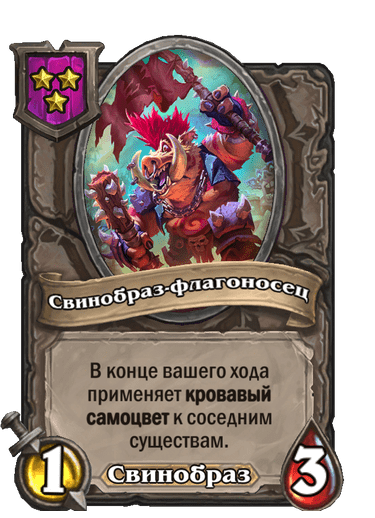 Свинобраз-флагоносец
В конце вашего хода
применяет кровавый
самоцвет к соседним
существам.
1
Свинобраз
3